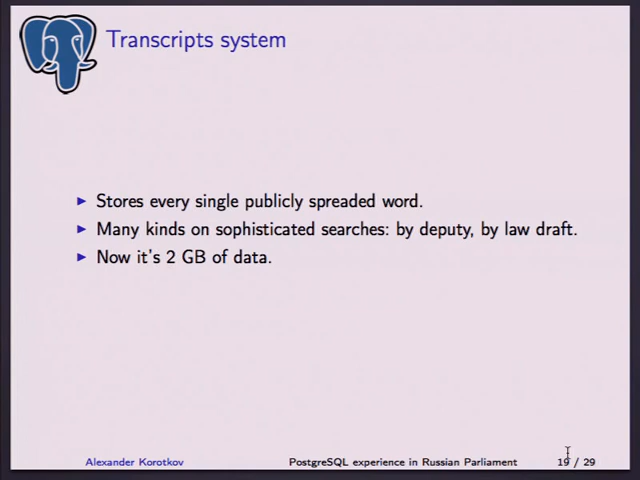 Transcripts system
Stores every single publicly spreaded word.
Many kinds on sophisticated searches: by deputy, by law draft.
Now it's 2 GB of data.
Alexander Korotkov PostgreSQL experience in Russian Parliament 19 / 29